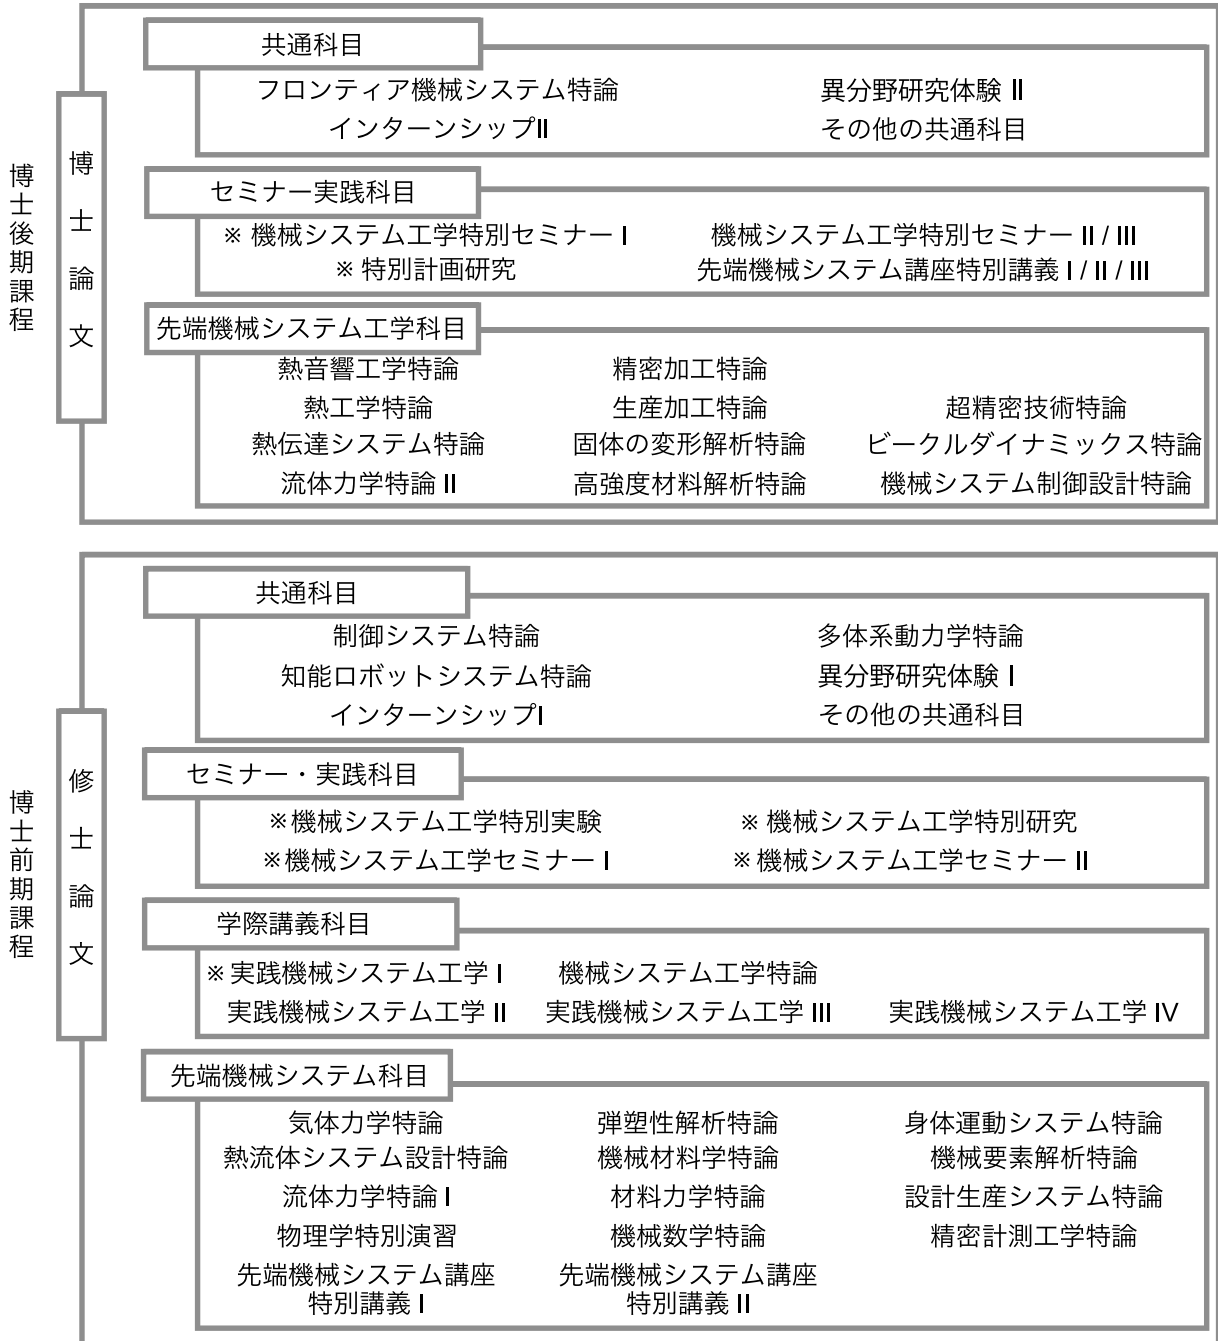 博士後期課程
博士論文
共通科目
フロンティア機械システム特論 異分野研究体験 II
インターンシップII その他の共通科目
セミナー実践科目
※ 機械システム工学特別セミナー I 機械システム工学特別セミナー II / III
※ 特別計画研究 先端機械システム講座特別講義 I / II / III
先端機械システム工学科目
熱音響工学特論 精密加工特論
熱工学特論 生産加工特論 超精密技術特論
熱伝達システム特論 固体の変形解析特論 ビークルダイナミックス特論
流体力学特論 II 高強度材料解析特論 機械システム制御設計特論
博士前期課程
修士論文
共通科目
制御システム特論 多体系動力学特論
知能ロボットシステム特論 異分野研究体験 I
インターンシップI その他の共通科目
セミナー・実践科目
※機械システム工学特別実験 ※ 機械システム工学特別研究
※機械システム工学セミナー I ※機械システム工学セミナー II
学際講義科目
※ 実践機械システム工学 I 機械システム工学特論
実践機械システム工学 II 実践機械システム工学 III 実践機械システム工学 IV
先端機械システム科目
気体力学特論 弾塑性解析特論 身体運動システム特論
熱流体システム設計特論 機械材料学特論 機械要素解析特論
流体力学特論 I 材料力学特論 設計生産システム特論
物理学特別演習 機械数学特論 精密計測工学特論
先端機械システム講座 先端機械システム講座
特別講義 I 特別講義 II